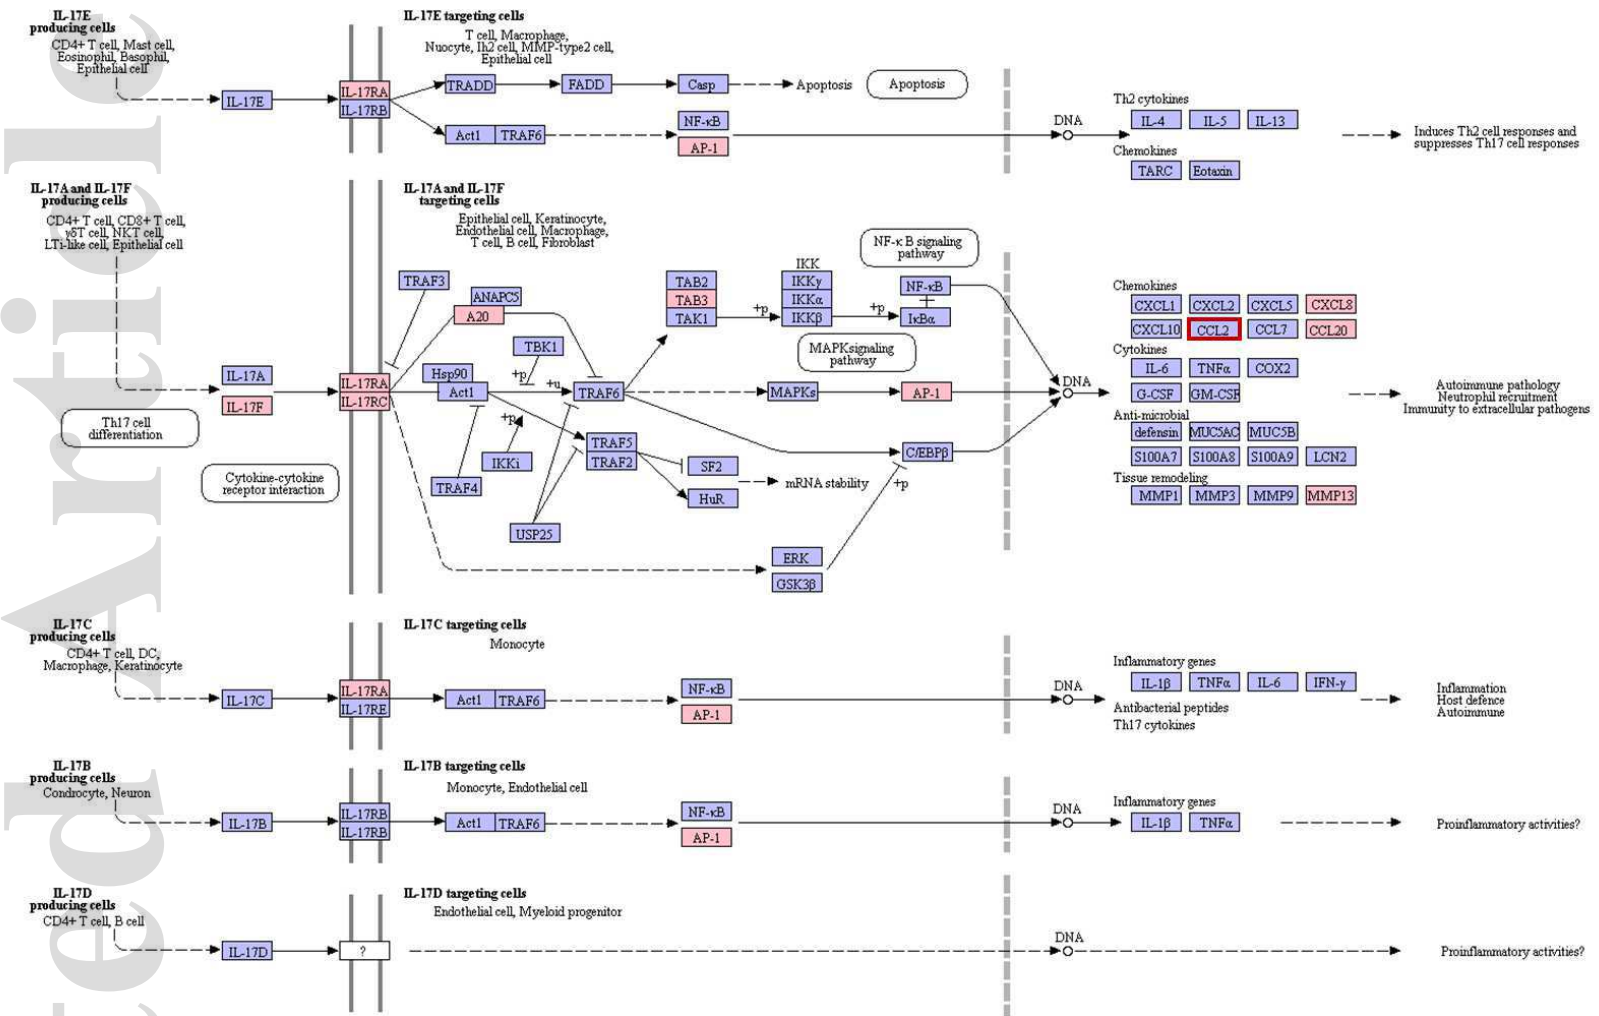 IL-17E
producing cells
CD4+ T cell, Mast cell,
Eosinophil, Basophil,
Epithelial cell
IL-17E
IL-17RA
IL-17RB
IL-17E targeting cells
T cell, Macrophage,
Nuocyte, Ih2 cell, MMP-type2 cell,
Epithelial cell
TRADD
FADD
Casp
Apoptosis
Apoptosis
Act1
TRAF6
NF-κB
AP-1
DNA
Th2 cytokines
IL-4
IL-5
IL-13
Chemokines
TARC
Eotaxin
Induces Th2 cell responses and
suppresses Th17 cell responses
IL-17A and IL-17F
producing cells
CD4+ T cell, CD8+ T cell,
γδT cell, NKT cell,
LTi-like cell, Epithelial cell
IL-17A
IL-17F
Th17 cell
differentiation
Cytokine-cytokine
receptor interaction
IL-17RA
IL-17RC
IL-17A and IL-17F
targeting cells
Epithelial cell, Keratinocyte,
Endothelial cell, Macrophage,
T cell, B cell, Fibroblast
TRAF3
ANAPC5
A20
TBK1
Hsp90
Act1
+p
+u
TRAF6
+p
IKKi
TRAF4
TRAF5
TRAF2
USP25
SF2
HuR
mRNA stability
TAB2
TAB3
TAK1
+p
IKK
IKKγ
IKKα
IKKβ
+p
NF-κB signaling
pathway
NF-κB
IκBα
MAPK signaling
pathway
MAPKs
AP-1
C/EBPβ
+p
ERK
GSK3β
DNA
Chemokines
CXCL1
CXCL2
CXCL5
CXCL8
CXCL10
CCL2
CCL7
CCL20
Cytokines
IL-6
TNFα
COX2
G-CSF
GM-CSF
Anti-microbial
defensin
MUC5AC
MUC5B
S100A7
S100A8
S100A9
LCN2
Tissue remodeling
MMP1
MMP3
MMP9
MMP13
Autoimmune pathology
Neutrophil recruitment
Immunity to extracellular pathogens
IL-17C
producing cells
CD4+ T cell, DC,
Macrophage, Keratinocyte
IL-17C
IL-17RA
IL-17RE
IL-17C targeting cells
Monocyte
Act1
TRAF6
NF-κB
AP-1
DNA
Inflammatory genes
IL-1β
TNFα
IL-6
IFN-γ
Antibacterial peptides
Th17 cytokines
Inflammation
Host defence
Autoimmune
IL-17B
producing cells
Condrocyte, Neuron
IL-17B
IL-17RB
IL-17RB
IL-17B targeting cells
Monocyte, Endothelial cell
Act1
TRAF6
NF-κB
AP-1
DNA
Inflammatory genes
IL-1β
TNFα
Proinflammatory activities?
IL-17D
producing cells
CD4+ T cell, B cell
IL-17D
?
IL-17D targeting cells
Endothelial cell, Myeloid progenitor
DNA
Proinflammatory activities?
ed Article